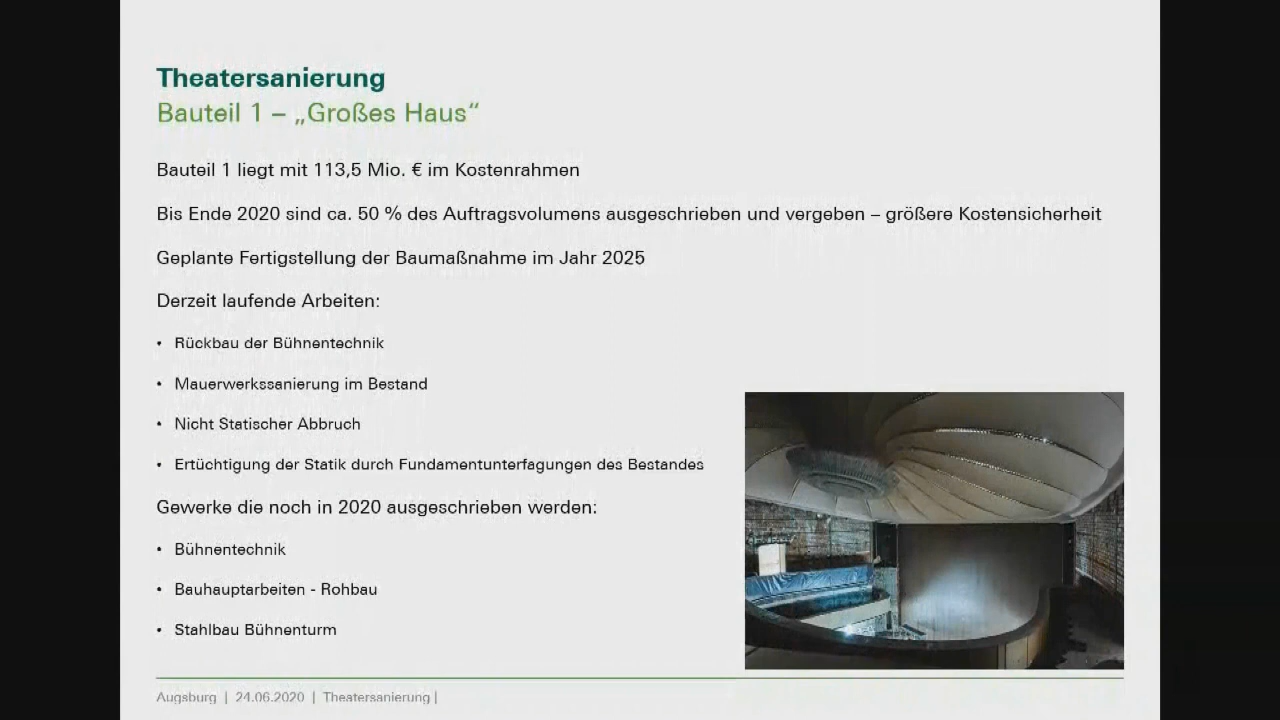 Theatersanierung
Bauteil 1 – „Großes Haus“
Bauteil 1 liegt mit 113,5 Mio. € im Kostenrahmen
Bis Ende 2020 sind ca. 50 % des Auftragsvolumens ausgeschrieben und vergeben – größere Kostensicherheit
Geplante Fertigstellung der Baumaßnahme im Jahr 2025
Derzeit laufende Arbeiten:
• Rückbau der Bühnentechnik
• Mauerwerkssanierung im Bestand
• Nicht Statischer Abbruch
• Ertüchtigung der Statik durch Fundamentunterfagungen des Bestandes
Gewerke die noch in 2020 ausgeschrieben werden:
• Bühnentechnik
• Bauhauptarbeiten - Rohbau
• Stahlbau Bühnenturm
Augsburg | 24.06.2020 | Theatersanierung |